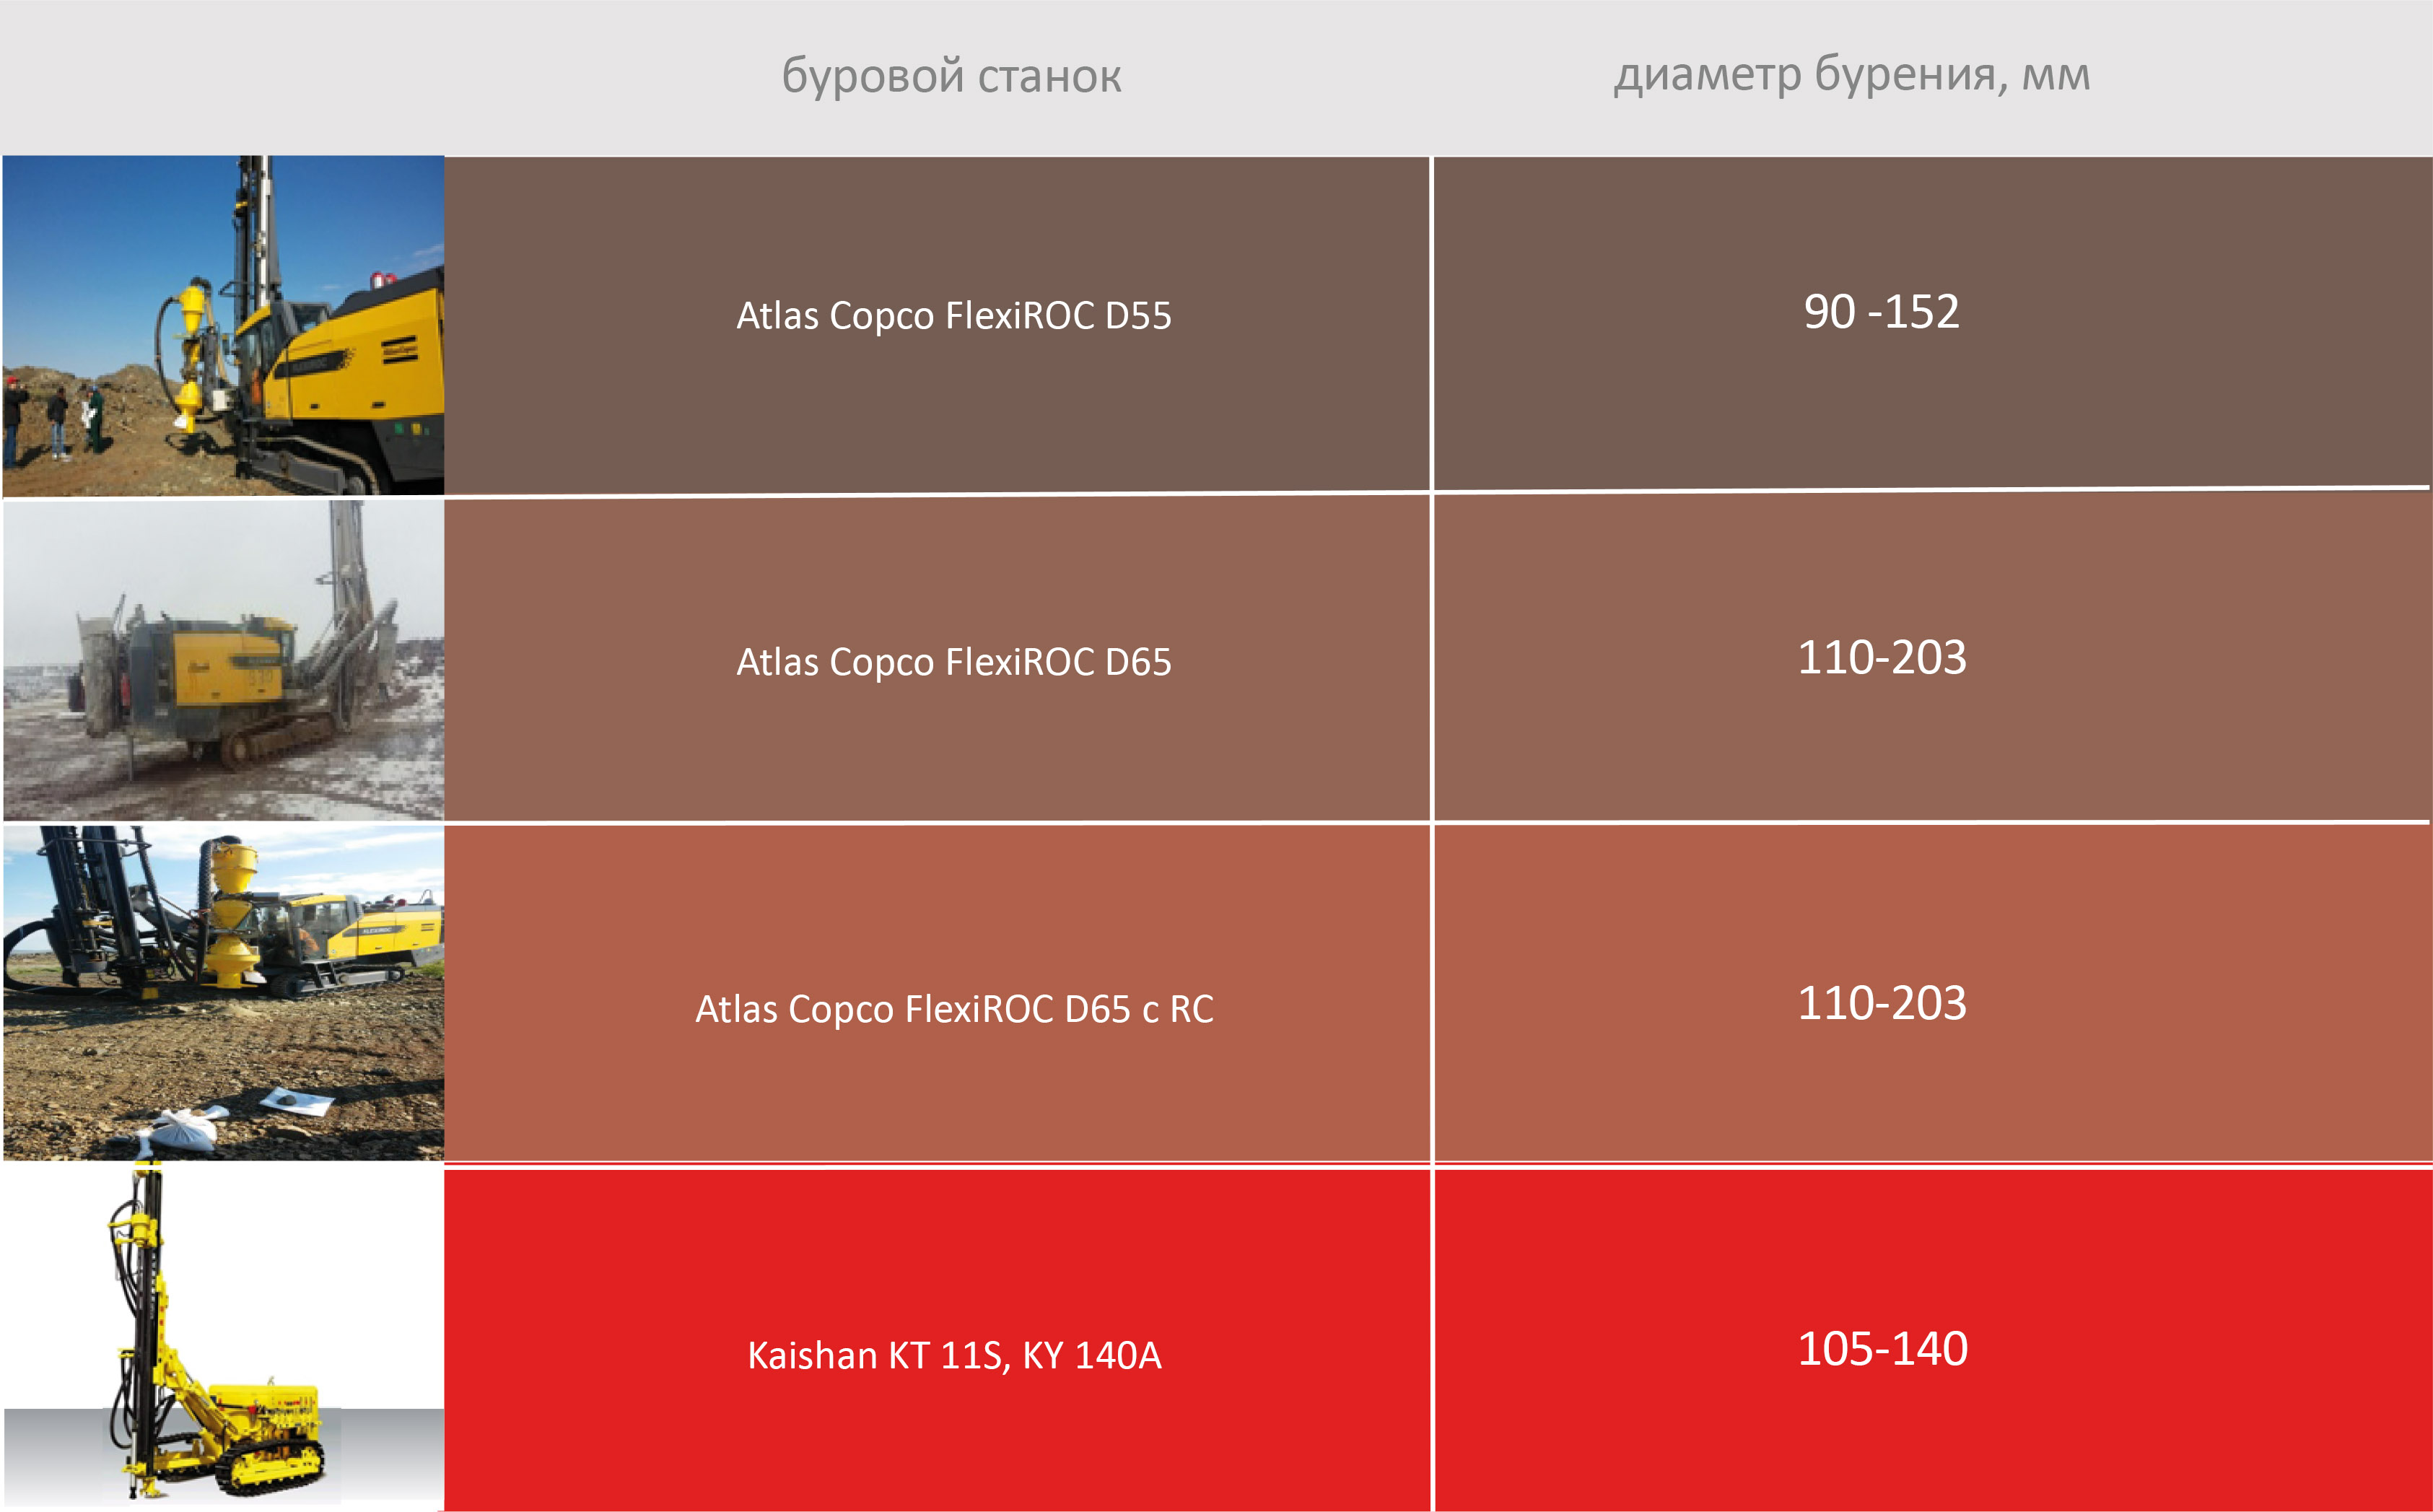 буровой станок
диаметр бурения, мм
Atlas Copco FlexiROC D55
90 -152
Atlas Copco FlexiROC D65
110-203
FLEXIROC
Atlas Copco FlexiROC D65 с RC
110-203
Kaishan KT 11S, KY 140A
105-140